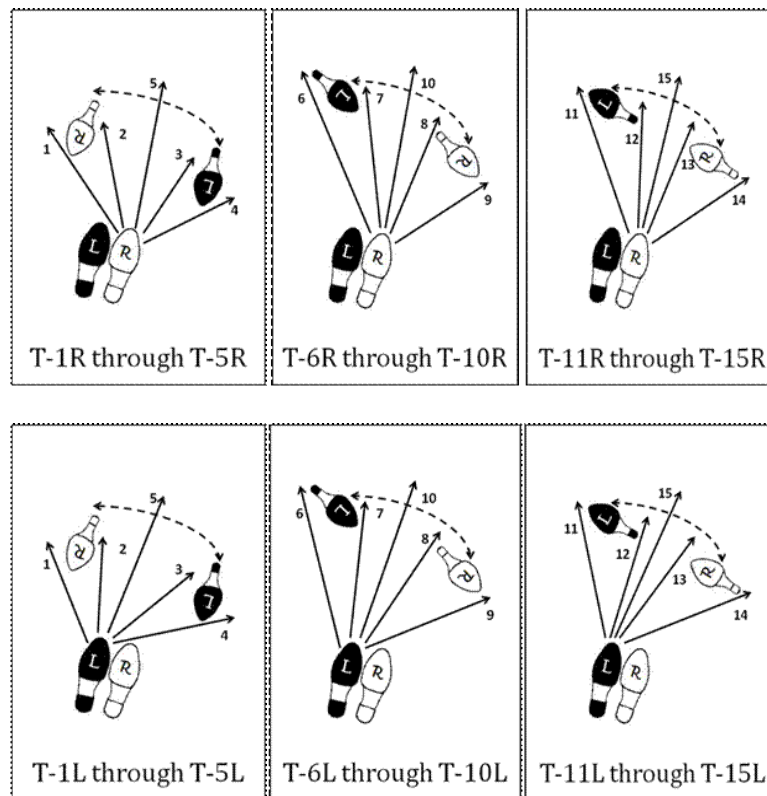 5
R
1
2
3
L
4
L R
T-1R through T-5R
10
L
6
7
8
R
9
L R
T-6R through T-10R
15
L
11
12
13
R
14
L R
T-11R through T-15R
5
R
1
2
3
L
4
L R
T-1L through T-5L
10
L
6
7
8
R
9
L R
T-6L through T-10L
15
L
11
12
13
R
14
L R
T-11L through T-15L